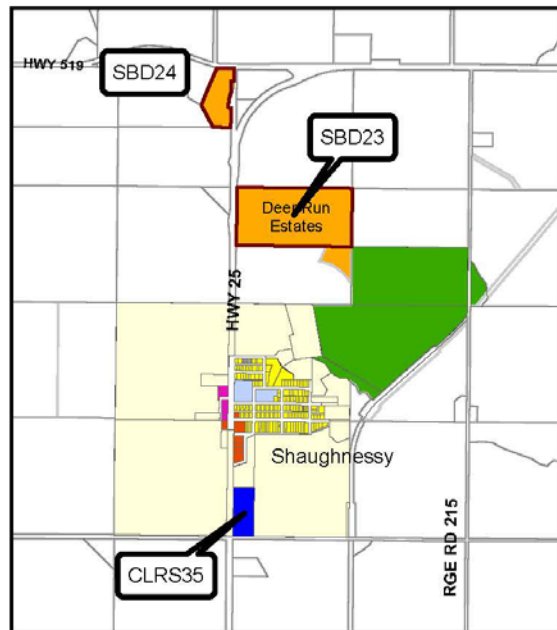 HWY 519
SBD24
SBD23
Deer Run
Estates
HWY 25
Shaughnessy
CLRS35
RGE RD 215